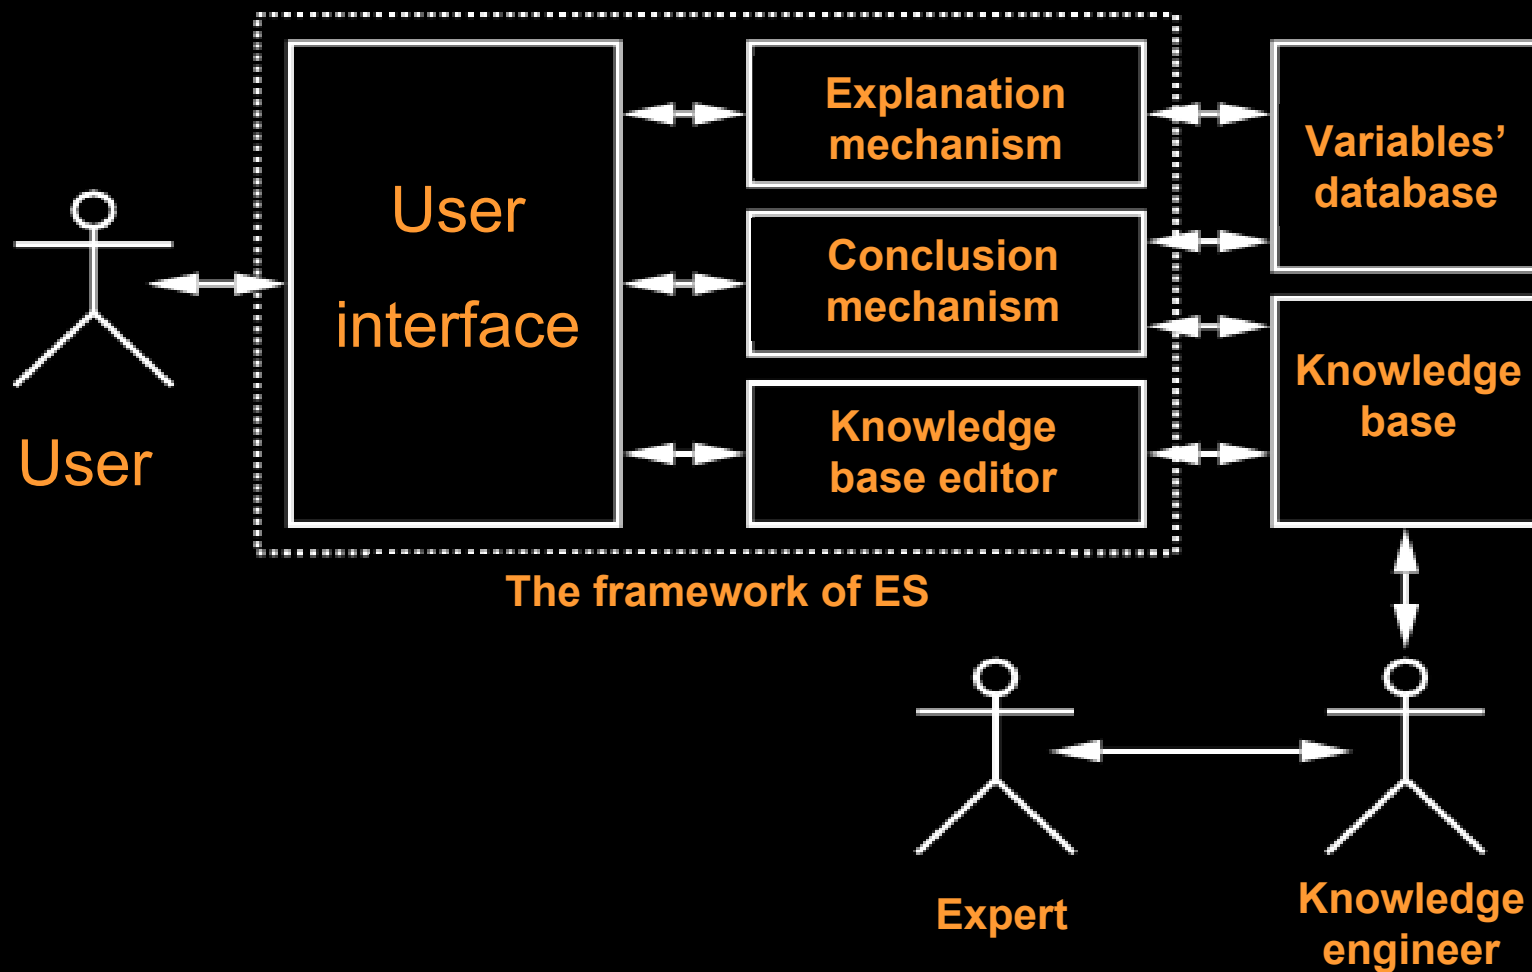 Explanation
mechanism
Variables’
database
User
interface
Conclusion
mechanism
Knowledge
base
Knowledge
base editor
User
The framework of ES
Expert
Knowledge
engineer